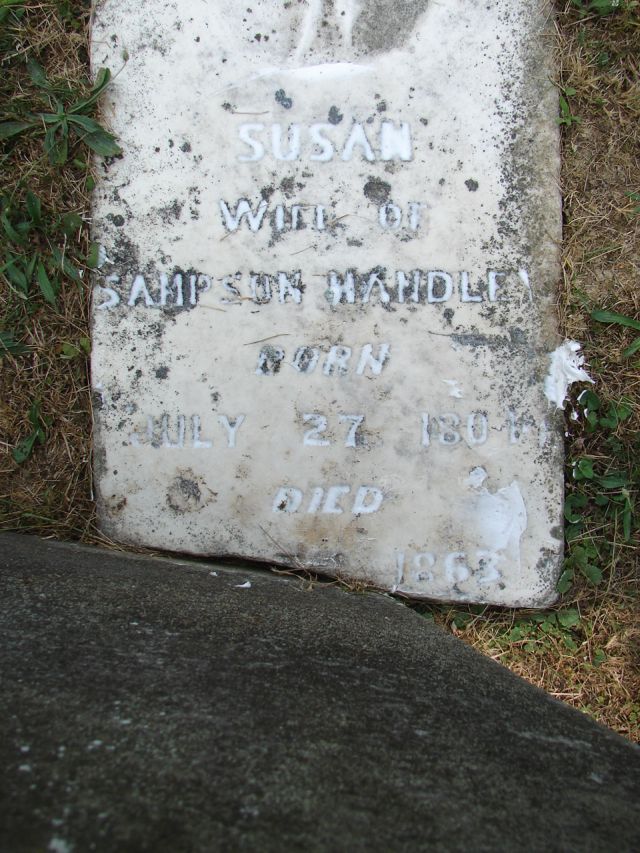 SUSAN
WIFE OF
SAMPSON HANDLEY
BORN
JULY 27
DIED
1863